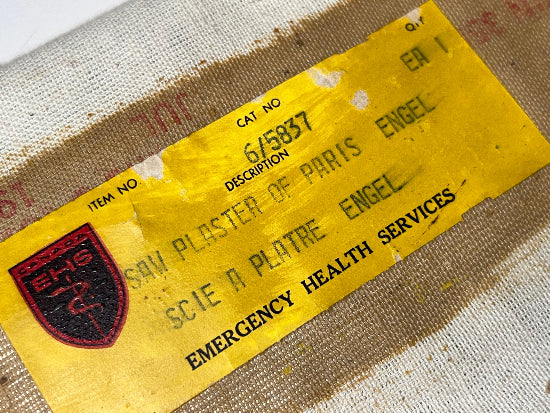 ITEM NO CAT NO QTY
6/5837 EA 1
DESCRIPTION
SAW PLASTER OF PARIS ENGEL
SCIE A PLATRE ENGEL
EMERGENCY HEALTH SERVICES
EHS
JUL